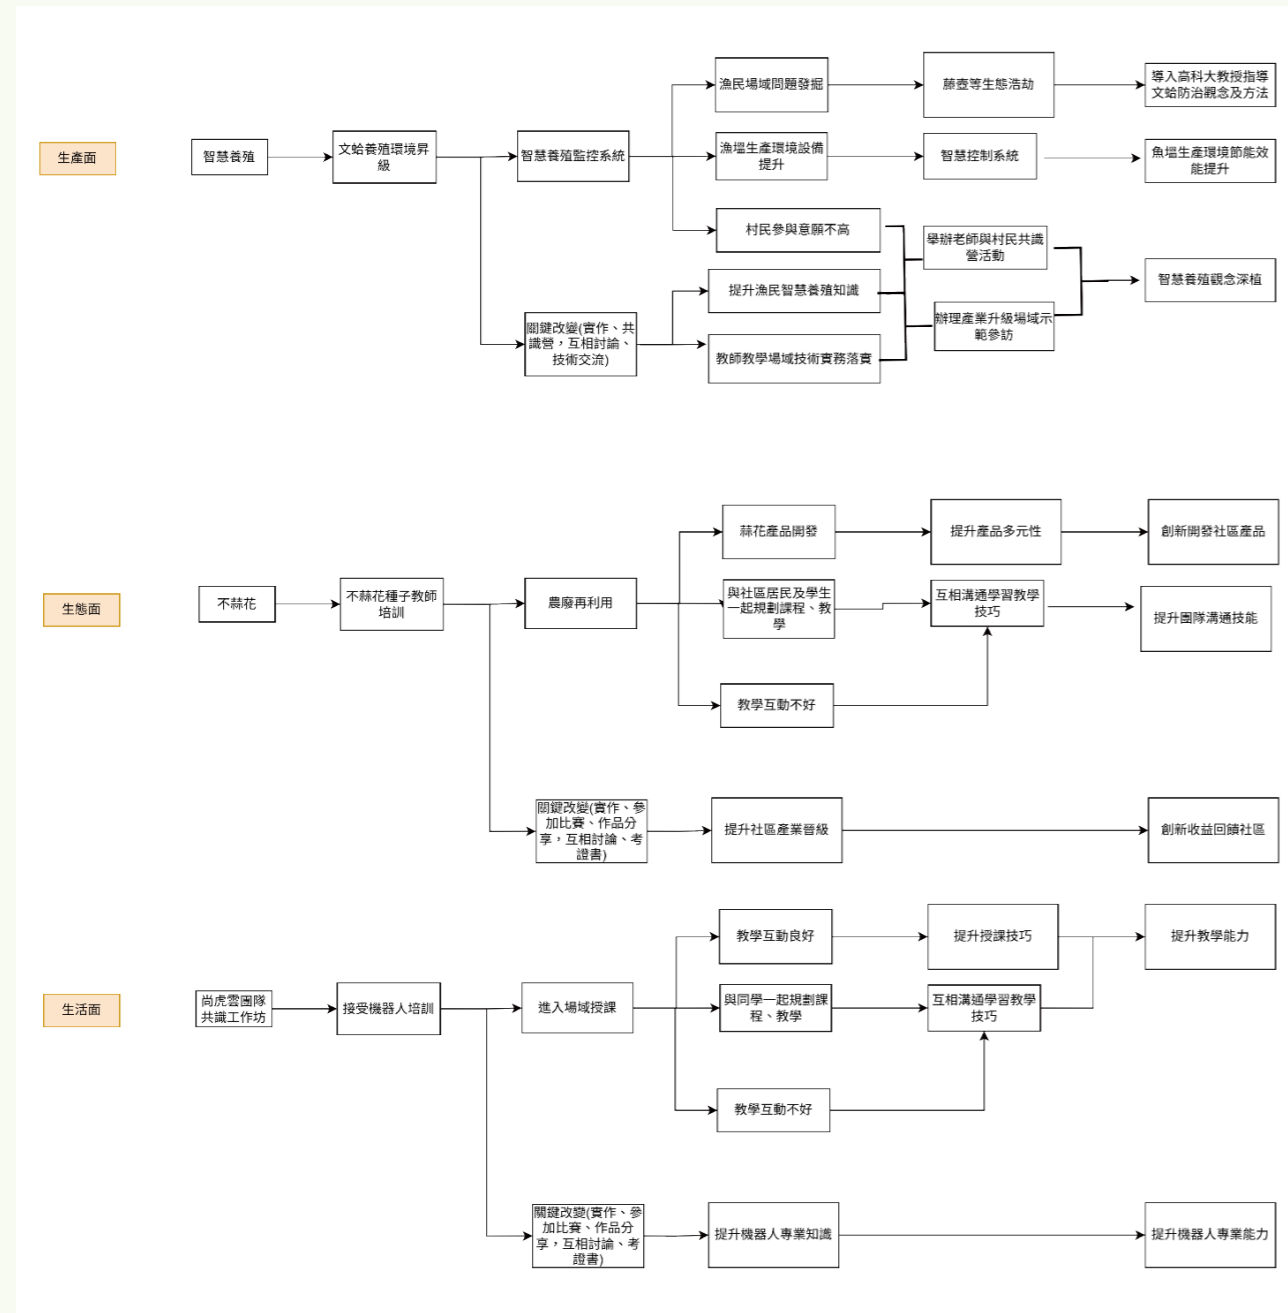 漁民場域問題發掘
藤壺等生態浩劫
導入高科大教授指導
文蛤防治觀念及方法
生產面
智慧養殖
文蛤養殖環境昇
級
智慧養殖監控系統
漁塭生產環境設備
提升
智慧控制系統
魚塭生產環境節能效
能提升
村民參與意願不高
舉辦老師與村民共識
營活動
智慧養殖觀念深植
提升漁民智慧養殖知識
關鍵改變(實作、共
識營，互相討論、
技術交流)
辦理產業升級場域示
範參訪
教師教學場域技術實務落實
蒜花產品開發
提升產品多元性
創新開發社區產品
生態面
不蒜花
不蒜花種子教師
培訓
農廢再利用
與社區居民及學生
一起規劃課程、教
學
互相溝通學習教學
技巧
提升團隊溝通技能
教學互動不好
關鍵改變(實作、參
加比賽、作品分
享，互相討論、考
證書)
提升社區產業晉級
創新收益回饋社區
教學互動良好
提升授課技巧
提升教學能力
生活面
尚虎雲團隊
共識工作坊
接受機器人培訓
進入場域授課
與同學一起規劃課
程、教學
互相溝通學習教學
技巧
教學互動不好
關鍵改變(實作、參
加比賽、作品分
享，互相討論、考
證書)
提升機器人專業知識
提升機器人專業能力